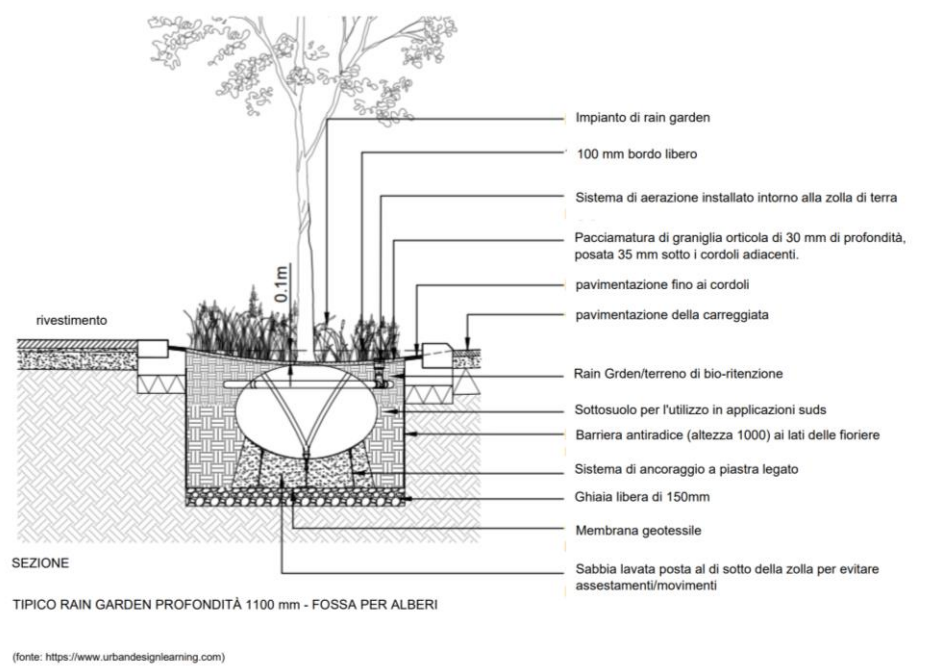 Impianto di rain garden
100 mm bordo libero
Sistema di aerazione installato intorno alla zolla di terra
Pacciamatura di graniglia orticola di 30 mm di profondità,
posata 35 mm sotto i cordoli adiacenti.
0.1m
pavimentazione fino ai cordoli
rivestimento
pavimentazione della carreggiata
Rain Grden/terreno di bio-ritenzione
Sottosuolo per l'utilizzo in applicazioni suds
Barriera antiradice (altezza 1000) ai lati delle fioriere
Sistema di ancoraggio a piastra legato
Ghiaia libera di 150mm
Membrana geotessile
SEZIONE
Sabbia lavata posta al di sotto della zolla per evitare
assestamenti/movimenti
TIPICO RAIN GARDEN PROFONDITÀ 1100 mm - FOSSA PER ALBERI
(fonte: https://www.urbandesignlearning.com)